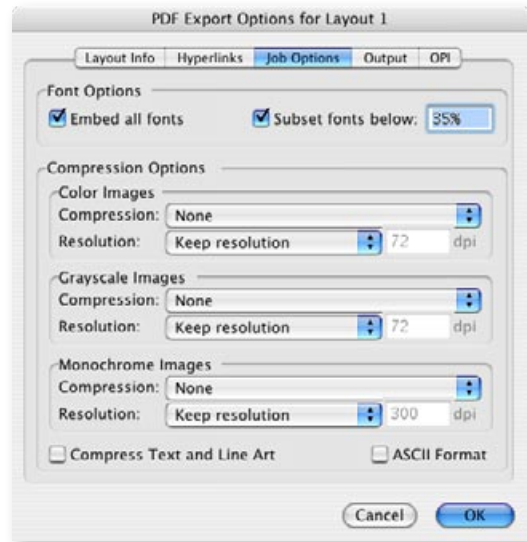 PDF Export Options for Layout 1
Layout Info Hyperlinks Job Options Output OPI
Font Options
Embed all fonts Subset fonts below: 35%
Compression Options
Color Images
Compression: None
Resolution: Keep resolution 72 dpi
Grayscale Images
Compression: None
Resolution: Keep resolution 72 dpi
Monochrome Images
Compression: None
Resolution: Keep resolution 300 dpi
Compress Text and Line Art ASCII Format
Cancel OK